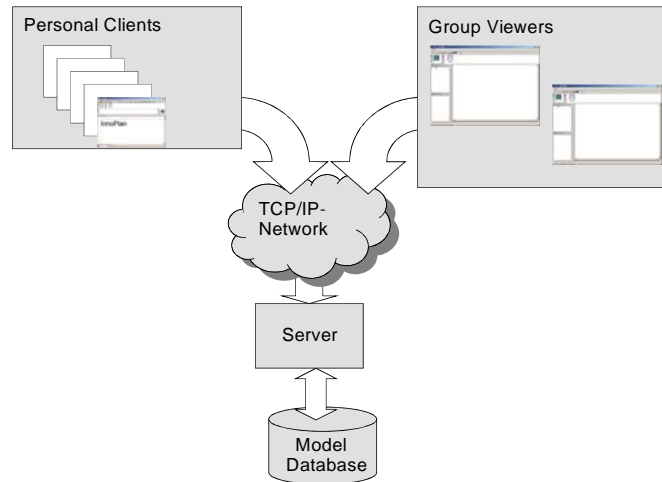 Personal Clients
Group Viewers
InnoPlan
TCP/IP-
Network
Server
Model
Database